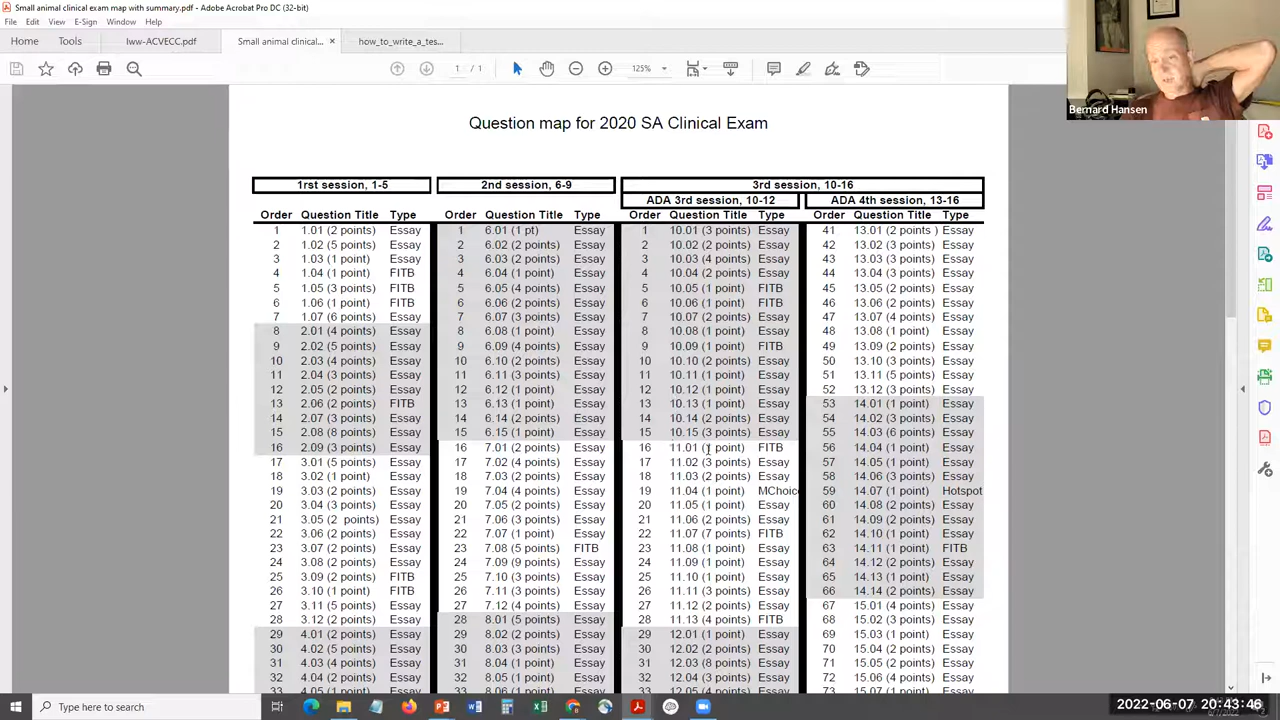 Small animal clinical exam map with summary.pdf - Adobe Acrobat Pro DC (32-bit)
File Edit View E-Sign Window Help
Home Tools lww-ACVECC.pdf Small animal clinical... × how_to_write_a_tes...
1 / 1 125%
Bernard Hansen
Question map for 2020 SA Clinical Exam
1rst session, 1-5 2nd session, 6-9 3rd session, 10-16
ADA 3rd session, 10-12 ADA 4th session, 13-16
Order Question Title Type Order Question Title Type Order Question Title Type Order Question Title Type
1 1.01 (2 points) Essay 1 6.01 (1 pt) Essay 1 10.01 (3 points) Essay 41 13.01 (2 points ) Essay
2 1.02 (5 points) Essay 2 6.02 (2 points) Essay 2 10.02 (2 points) Essay 42 13.02 (3 points) Essay
3 1.03 (1 point) Essay 3 6.03 (2 points) Essay 3 10.03 (4 points) Essay 43 13.03 (3 points) Essay
4 1.04 (1 point) FITB 4 6.04 (1 point) Essay 4 10.04 (2 points) Essay 44 13.04 (3 points) Essay
5 1.05 (3 points) FITB 5 6.05 (4 points) Essay 5 10.05 (1 point) FITB 45 13.05 (2 points) Essay
6 1.06 (1 point) FITB 6 6.06 (2 points) Essay 6 10.06 (1 point) FITB 46 13.06 (2 points) Essay
7 1.07 (6 points) Essay 7 6.07 (3 points) Essay 7 10.07 (2 points) Essay 47 13.07 (4 points) Essay
8 2.01 (4 points) Essay 8 6.08 (1 point) Essay 8 10.08 (1 point) Essay 48 13.08 (1 point) Essay
9 2.02 (5 points) Essay 9 6.09 (4 points) Essay 9 10.09 (1 point) FITB 49 13.09 (2 points) Essay
10 2.03 (4 points) Essay 10 6.10 (2 points) Essay 10 10.10 (2 points) Essay 50 13.10 (3 points) Essay
11 2.04 (3 points) Essay 11 6.11 (3 points) Essay 11 10.11 (1 point) Essay 51 13.11 (5 points) Essay
12 2.05 (2 points) Essay 12 6.12 (1 point) Essay 12 10.12 (1 point) Essay 52 13.12 (3 points) Essay
13 2.06 (2 points) FITB 13 6.13 (1 point) Essay 13 10.13 (1 point) Essay 53 14.01 (1 point) Essay
14 2.07 (3 points) Essay 14 6.14 (2 points) Essay 14 10.14 (2 points) Essay 54 14.02 (3 points) Essay
15 2.08 (8 points) Essay 15 6.15 (1 point) Essay 15 10.15 (3 points) Essay 55 14.03 (6 points) Essay
16 2.09 (3 points) Essay 16 7.01 (2 points) Essay 16 11.01 (1 point) FITB 56 14.04 (1 point) Essay
17 3.01 (5 points) Essay 17 7.02 (4 points) Essay 17 11.02 (3 points) Essay 57 14.05 (1 point) Essay
18 3.02 (1 point) Essay 18 7.03 (2 points) Essay 18 11.03 (2 points) Essay 58 14.06 (3 points) Essay
19 3.03 (2 points) Essay 19 7.04 (4 points) Essay 19 11.04 (1 point) MChoic 59 14.07 (1 point) Hotspot
20 3.04 (3 points) Essay 20 7.05 (2 points) Essay 20 11.05 (1 point) Essay 60 14.08 (2 points) Essay
21 3.05 (2 points) Essay 21 7.06 (3 points) Essay 21 11.06 (2 points) Essay 61 14.09 (2 points) Essay
22 3.06 (2 points) Essay 22 7.07 (1 point) Essay 22 11.07 (7 points) FITB 62 14.10 (1 point) Essay
23 3.07 (2 points) Essay 23 7.08 (5 points) FITB 23 11.08 (1 point) Essay 63 14.11 (1 point) FITB
24 3.08 (2 points) Essay 24 7.09 (9 points) Essay 24 11.09 (1 point) Essay 64 14.12 (2 points) Essay
25 3.09 (2 points) FITB 25 7.10 (3 points) Essay 25 11.10 (1 point) Essay 65 14.13 (1 point) Essay
26 3.10 (1 point) FITB 26 7.11 (3 points) Essay 26 11.11 (3 points) Essay 66 14.14 (2 points) Essay
27 3.11 (5 points) Essay 27 7.12 (4 points) Essay 27 11.12 (2 points) Essay 67 15.01 (4 points) Essay
28 3.12 (2 points) Essay 28 8.01 (5 points) Essay 28 11.13 (4 points) FITB 68 15.02 (3 points) Essay
29 4.01 (2 points) Essay 29 8.02 (2 points) Essay 29 12.01 (1 point) Essay 69 15.03 (1 point) Essay
30 4.02 (5 points) Essay 30 8.03 (3 points) Essay 30 12.02 (2 points) Essay 70 15.04 (2 points) Essay
31 4.03 (4 points) Essay 31 8.04 (1 point) Essay 31 12.03 (8 points) Essay 71 15.05 (2 points) Essay
32 4.04 (2 points) Essay 32 8.05 (4 points) Essay 32 12.04 (3 points) Essay 72 15.06 (4 points) Essay
33 4.05 (1 point) Essay 33 8.06 (1 point) Essay 33 12.05 (4 points) Essay 73 15.07 (1 point) Essay
Type here to search
2022-06-07 20:43:46